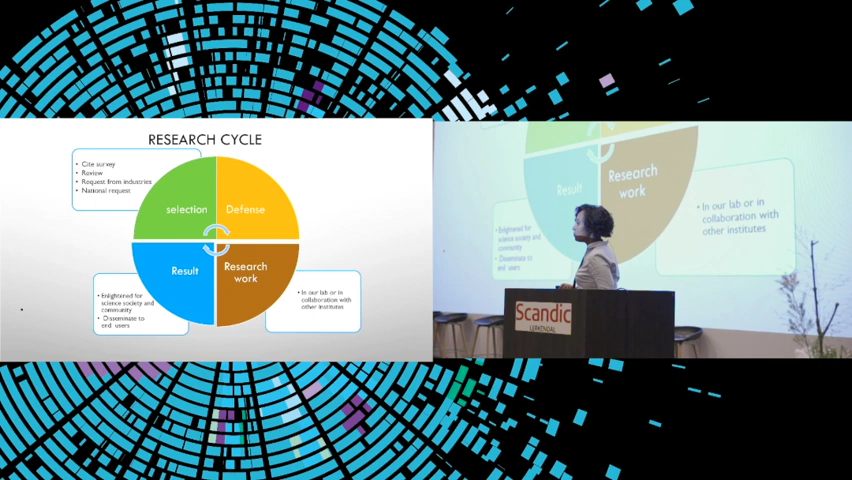 RESEARCH CYCLE
• Cite survey
• Review
• Request from industries
• National request
selection
Defense
Result
Research
work
• Enlightened for
science society and
community
• Disseminate to
end users
• In our lab or in
collaboration with
other institutes
Result
Research
work
• Enlightened for
science society and
community
• Disseminate to
end users
• In our lab or in
collaboration with
other institutes
Scandic
LERKENDAL